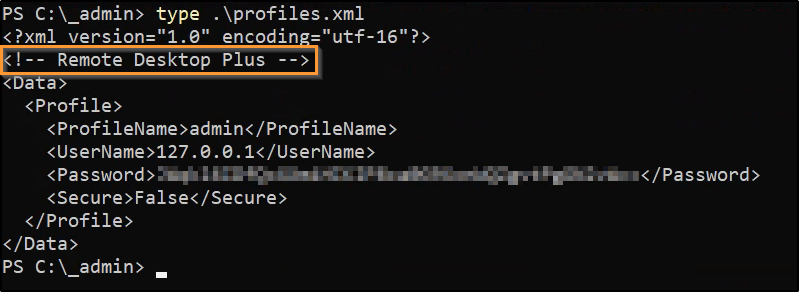 PS C:\_admin> type .\profiles.xml
<?xml version="1.0" encoding="utf-16"?>
<!-- Remote Desktop Plus -->
<Data>
  <Profile>
    <ProfileName>admin</ProfileName>
    <UserName>127.0.0.1</UserName>
    <Password></Password>
    <Secure>False</Secure>
  </Profile>
</Data>
PS C:\_admin>